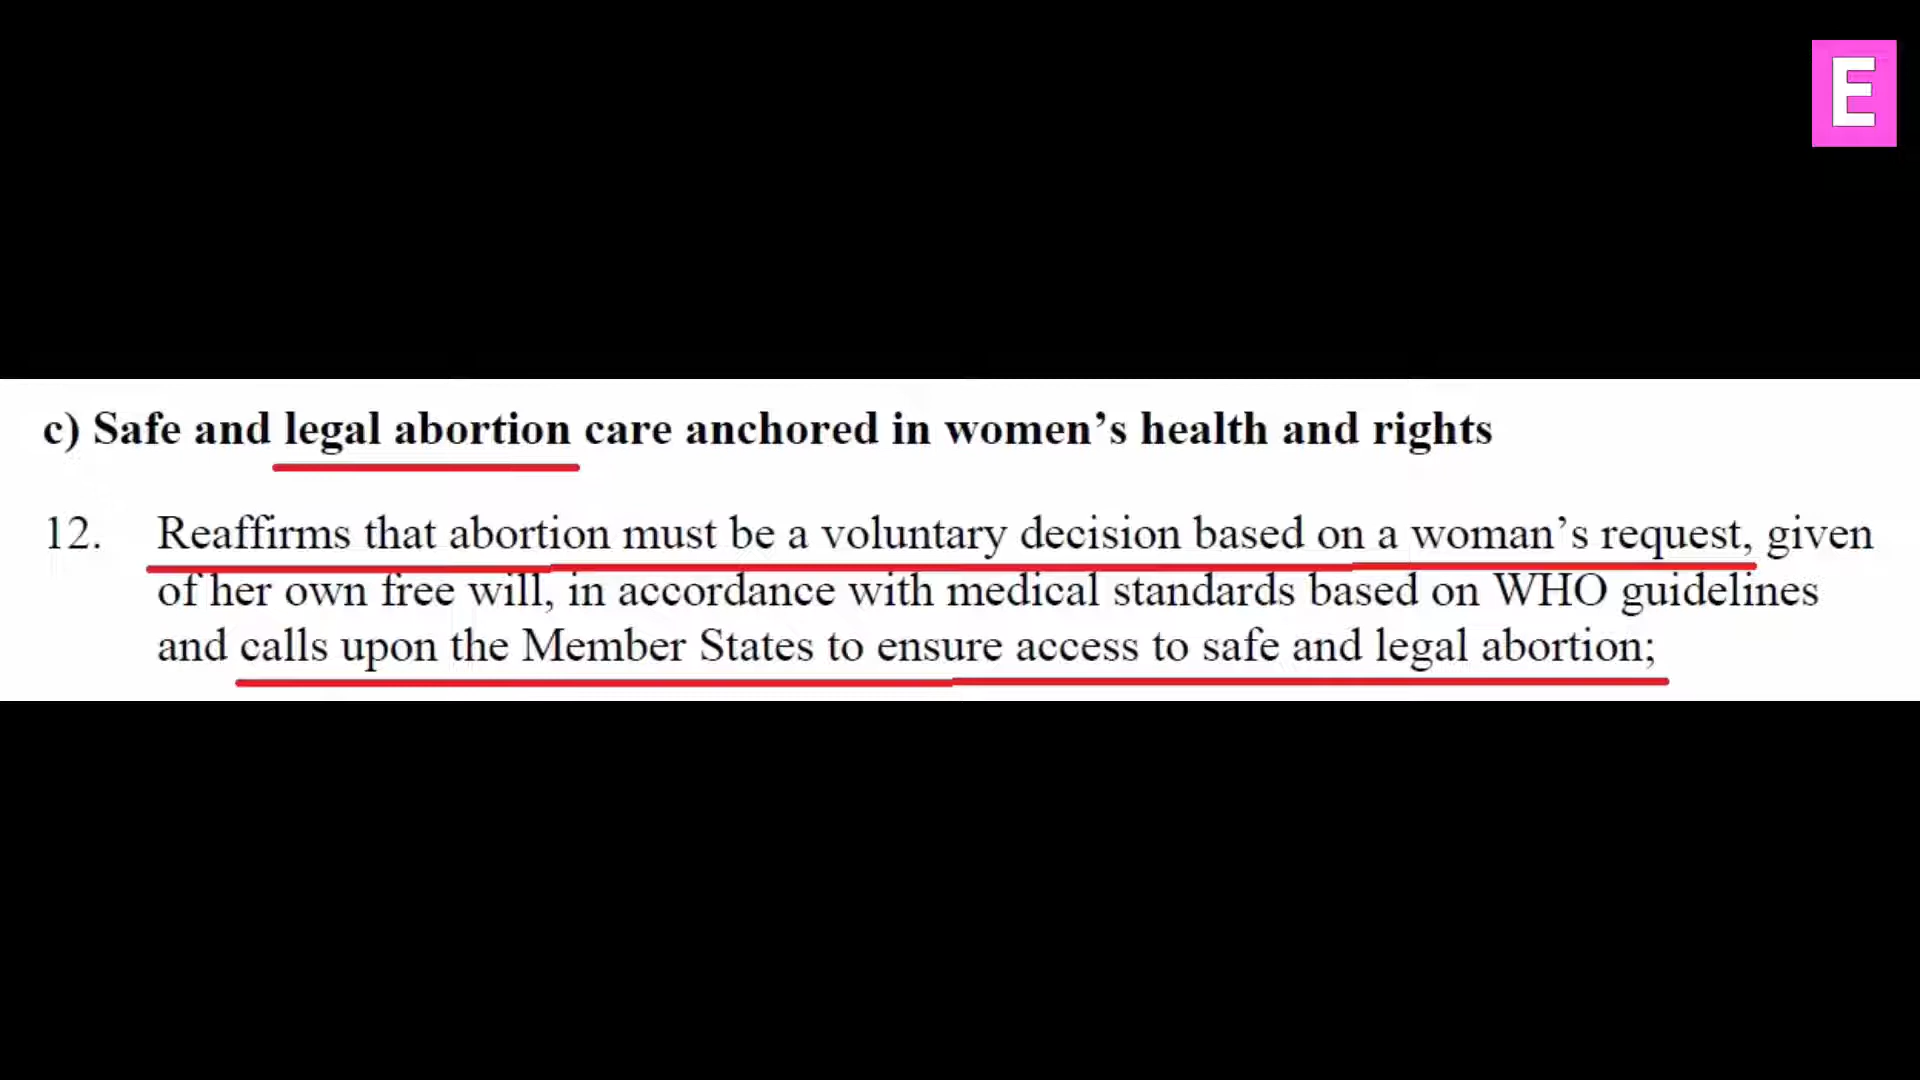 E
c) Safe and legal abortion care anchored in women’s health and rights
12. Reaffirms that abortion must be a voluntary decision based on a woman’s request, given
of her own free will, in accordance with medical standards based on WHO guidelines
and calls upon the Member States to ensure access to safe and legal abortion;